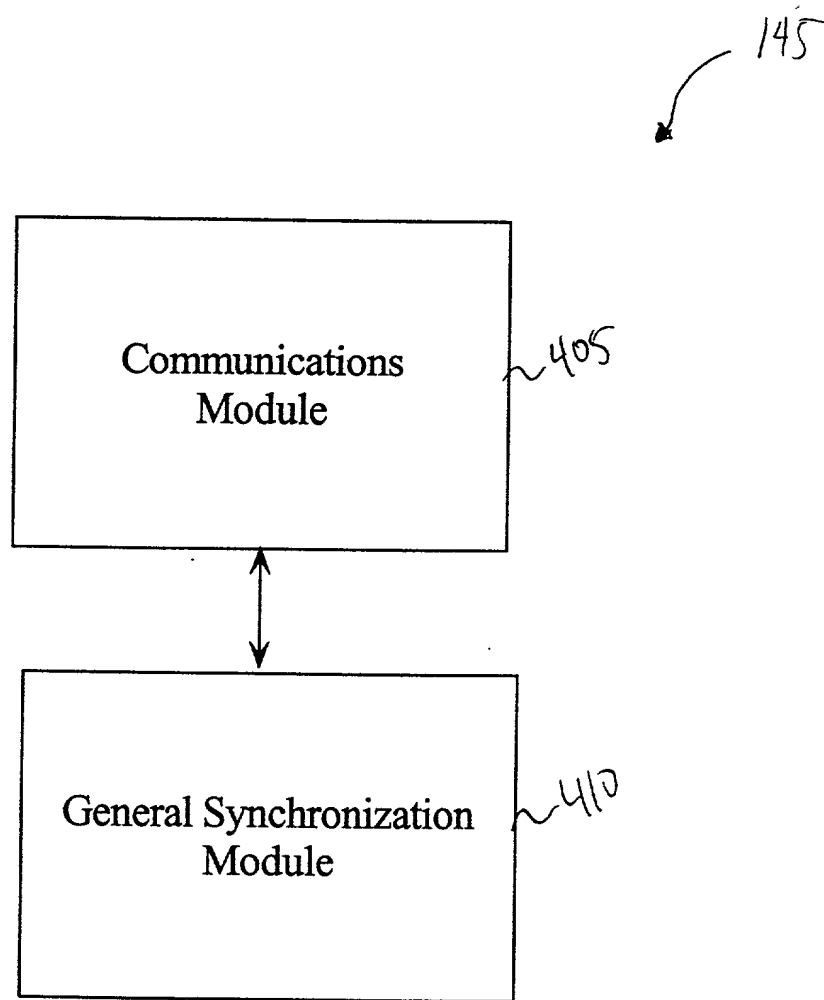 145
Communications
Module
405
General Synchronization
Module
410